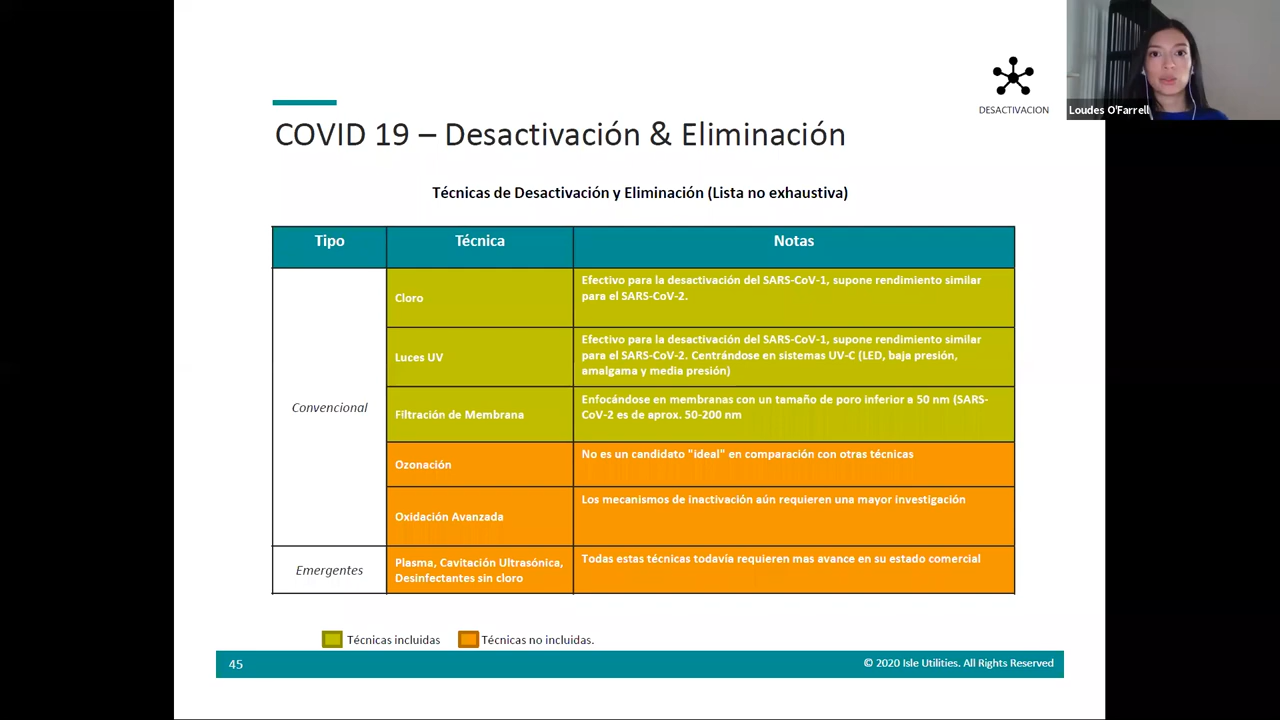 DESACTIVACION
Loudes O'Farrell
COVID 19 – Desactivación & Eliminación
Técnicas de Desactivación y Eliminación (Lista no exhaustiva)
Tipo
Técnica
Notas
Convencional
Cloro
Efectivo para la desactivación del SARS-CoV-1, supone rendimiento similar
para el SARS-CoV-2.
Luces UV
Efectivo para la desactivación del SARS-CoV-1, supone rendimiento similar
para el SARS-CoV-2. Centrándose en sistemas UV-C (LED, baja presión,
amalgama y media presión)
Filtración de Membrana
Enfocándose en membranas con un tamaño de poro inferior a 50 nm (SARS-
CoV-2 es de aprox. 50-200 nm
Ozonación
No es un candidato "ideal" en comparación con otras técnicas
Oxidación Avanzada
Los mecanismos de inactivación aún requieren una mayor investigación
Emergentes
Plasma, Cavitación Ultrasónica,
Desinfectantes sin cloro
Todas estas técnicas todavía requieren mas avance en su estado comercial
Técnicas incluidas
Técnicas no incluidas.
45
© 2020 Isle Utilities. All Rights Reserved